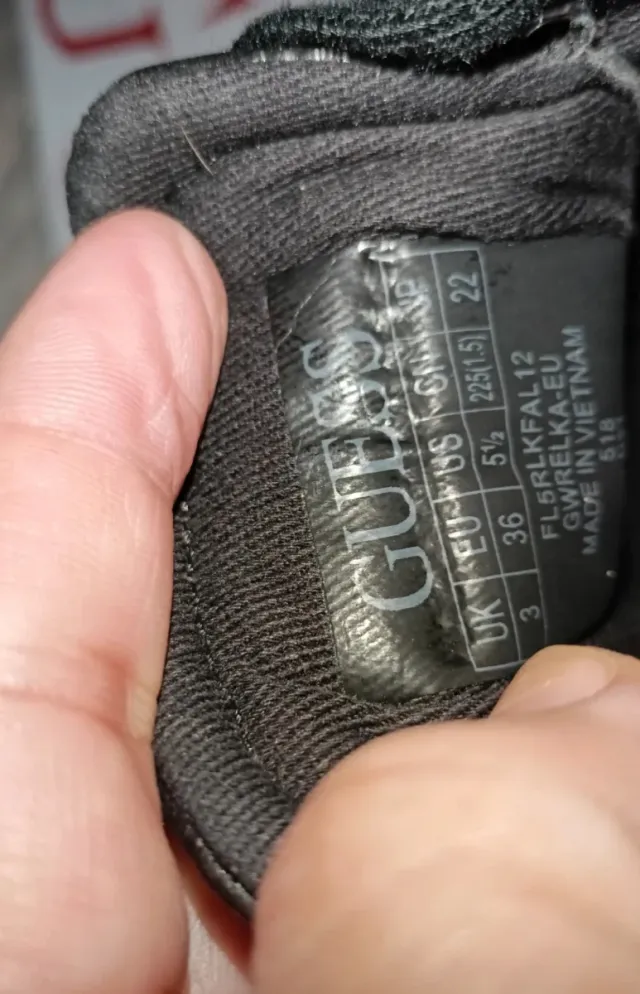 GUESS
UK EU US CN JP
3 36 5½ 225(1.5) 22
FL5RLKFAL12
GWRELKA-EU
MADE IN VIETNAM
518